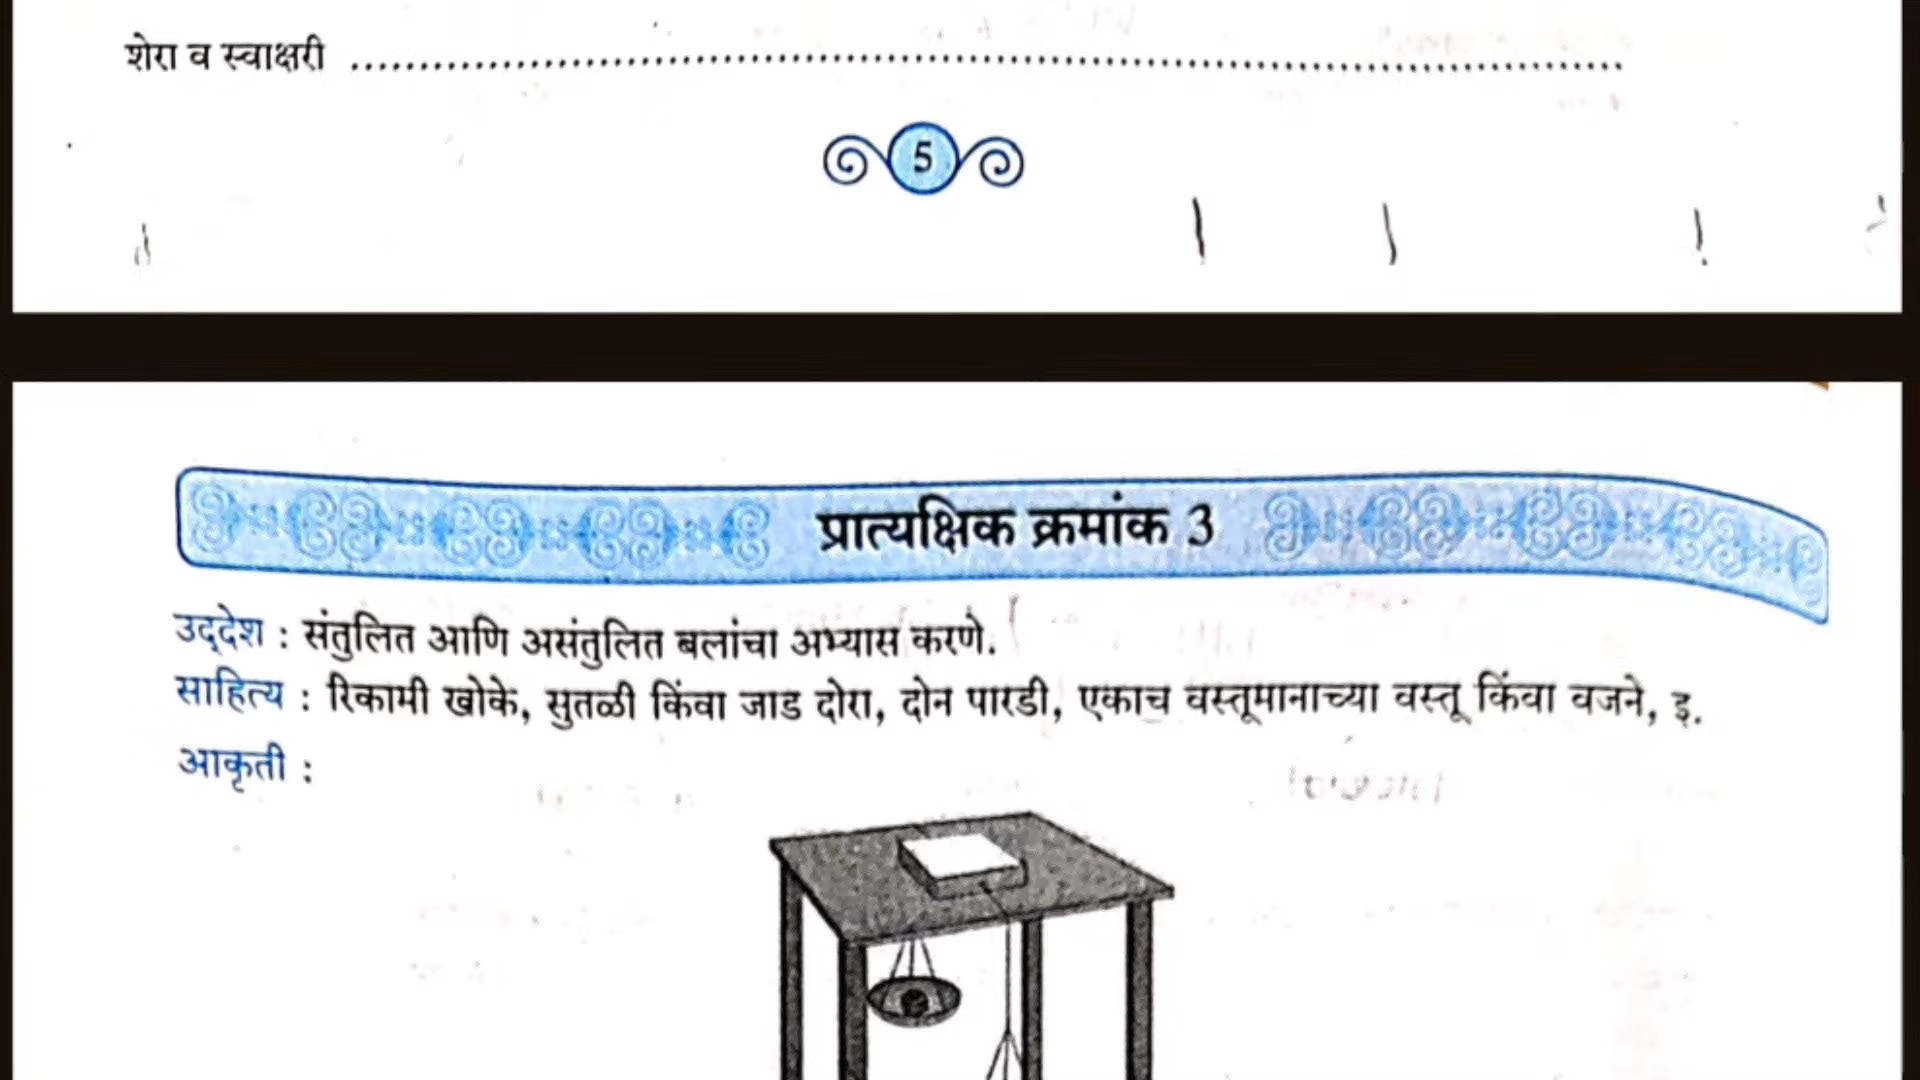 शेरा व स्वाक्षरी ........................................................................................................
5
प्रात्यक्षिक क्रमांक 3
उद्देश : संतुलित आणि असंतुलित बलांचा अभ्यास करणे.
साहित्य : रिकामी खोके, सुतळी किंवा जाड दोरा, दोन पारडी, एकाच वस्तूमानाच्या वस्तू किंवा वजने, इ.
आकृती :